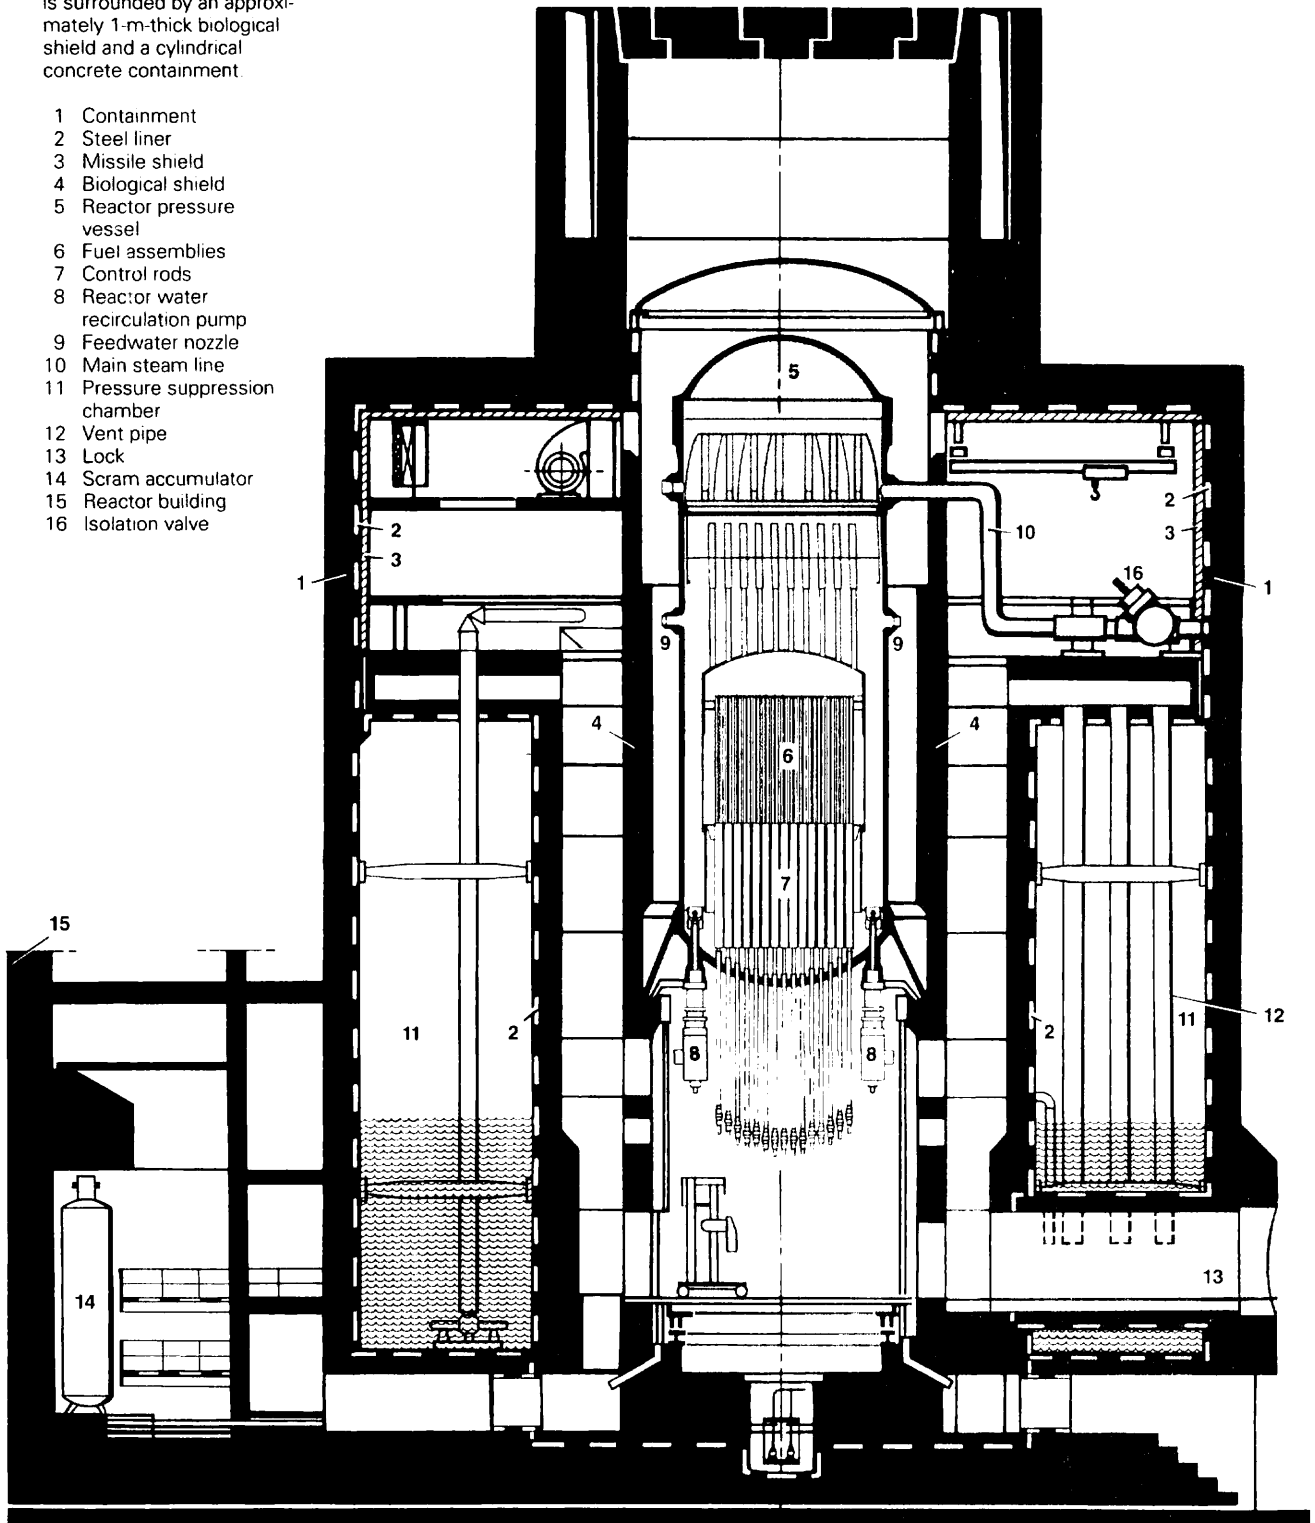 is surrounded by an approxi-
mately 1-m-thick biological
shield and a cylindrical
concrete containment.
1 Containment
2 Steel liner
3 Missile shield
4 Biological shield
5 Reactor pressure
vessel
6 Fuel assemblies
7 Control rods
8 Reactor water
recirculation pump
9 Feedwater nozzle
10 Main steam line
11 Pressure suppression
chamber
12 Vent pipe
13 Lock
14 Scram accumulator
15 Reactor building
16 Isolation valve
5
2
2
10
3
3
16
1
1
9
9
4
4
6
7
15
11
2
8
8
2
11
12
14
13